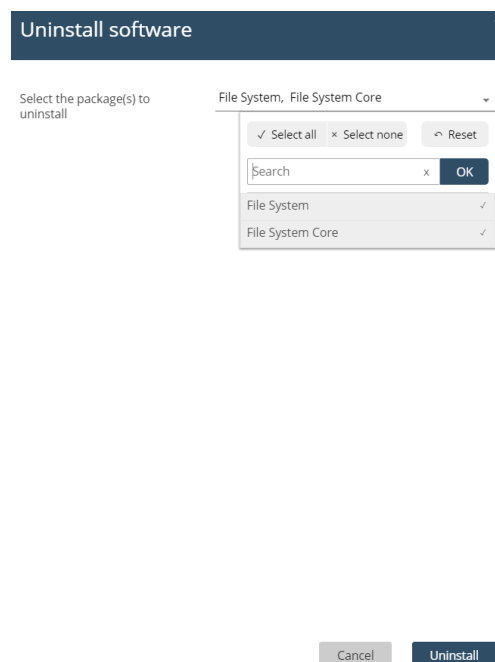 Uninstall software
Select the package(s) to
uninstall
File System, File System Core
✓ Select all × Select none Reset
Search x OK
File System ✓
File System Core ✓
Cancel Uninstall